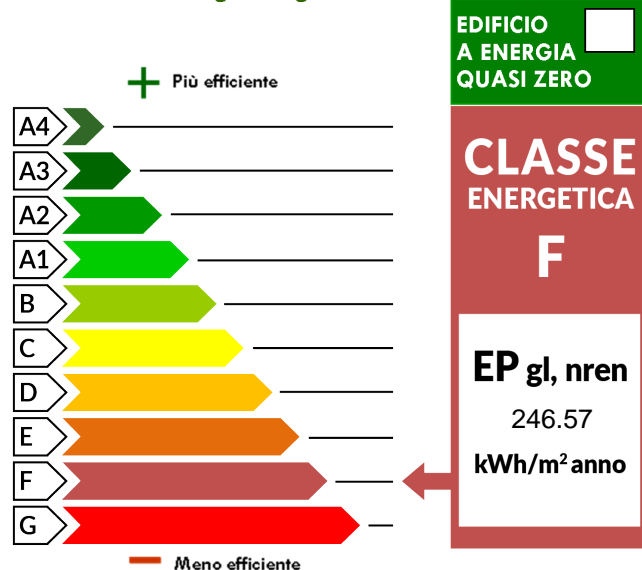 EDIFICIO
A ENERGIA
QUASI ZERO
Più efficiente
A4
A3
A2
A1
B
C
D
E
F
G
Meno efficiente
CLASSE
ENERGETICA
F
EP gl, nren
246.57
kWh/m² anno